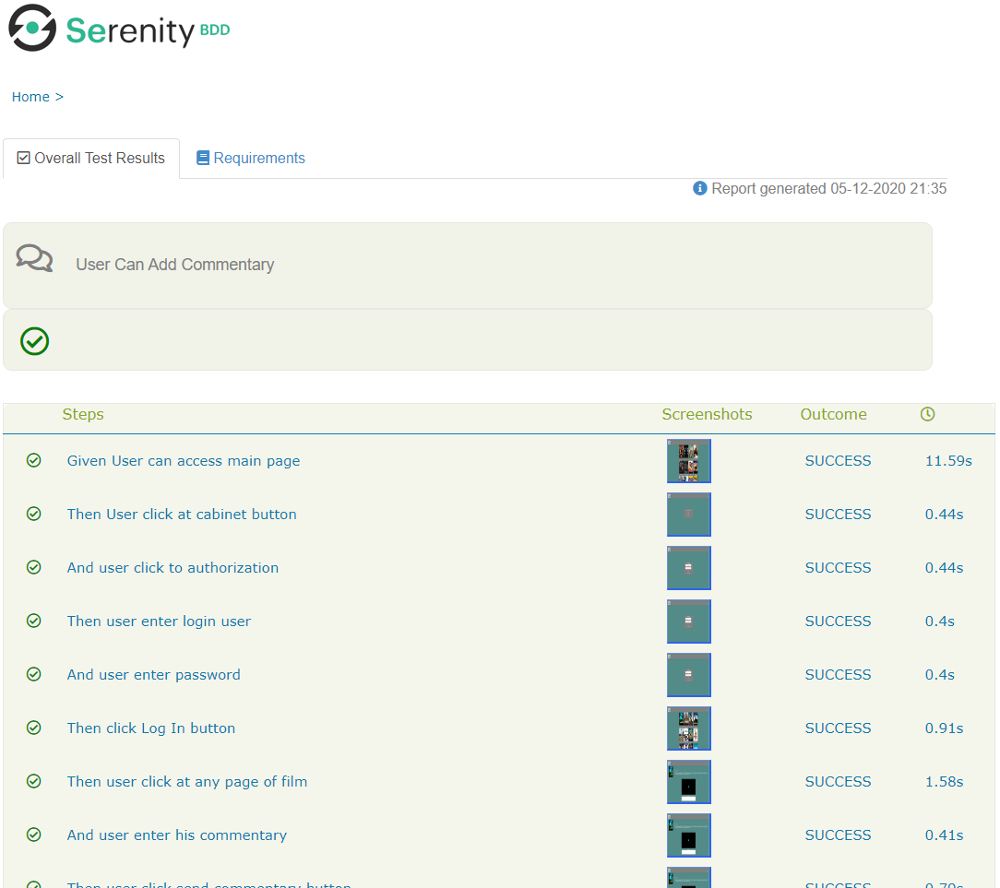 Serenity BDD
Home >
Overall Test Results Requirements
Report generated 05-12-2020 21:35
User Can Add Commentary
Steps Screenshots Outcome
Given User can access main page SUCCESS 11.59s
Then User click at cabinet button SUCCESS 0.44s
And user click to authorization SUCCESS 0.44s
Then user enter login user SUCCESS 0.4s
And user enter password SUCCESS 0.4s
Then click Log In button SUCCESS 0.91s
Then user click at any page of film SUCCESS 1.58s
And user enter his commentary SUCCESS 0.41s
Then user click send commentary button SUCCESS